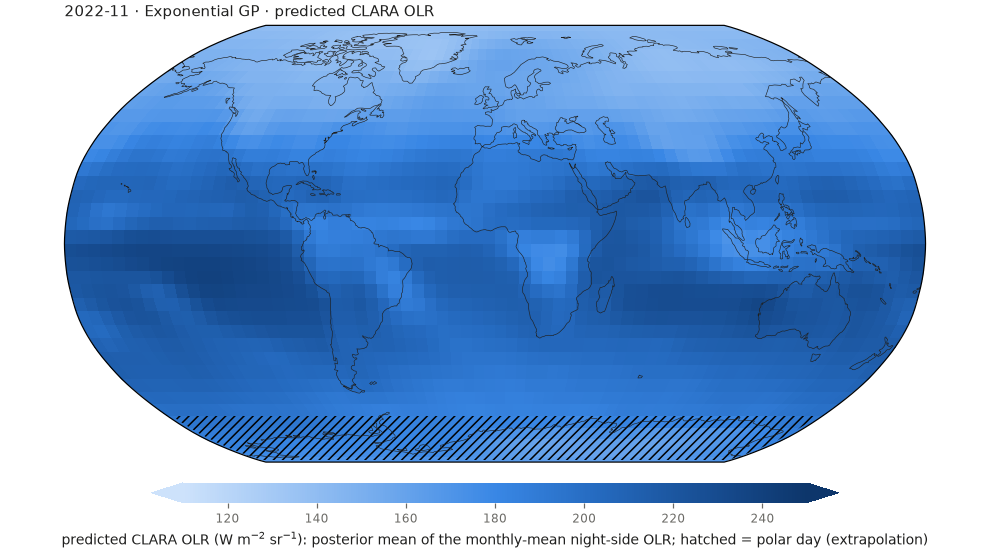 2022-11 · Exponential GP · predicted CLARA OLR
120 140 160 180 200 220 240
predicted CLARA OLR (W m⁻² sr⁻¹): posterior mean of the monthly-mean night-side OLR; hatched = polar day (extrapolation)